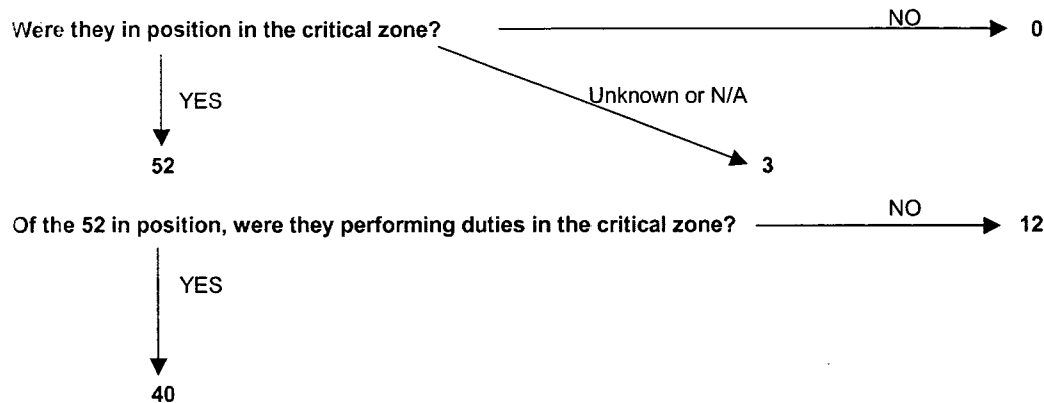 Were they in position in the critical zone? NO 0
YES Unknown or N/A
52 3
Of the 52 in position, were they performing duties in the critical zone? NO 12
YES
40